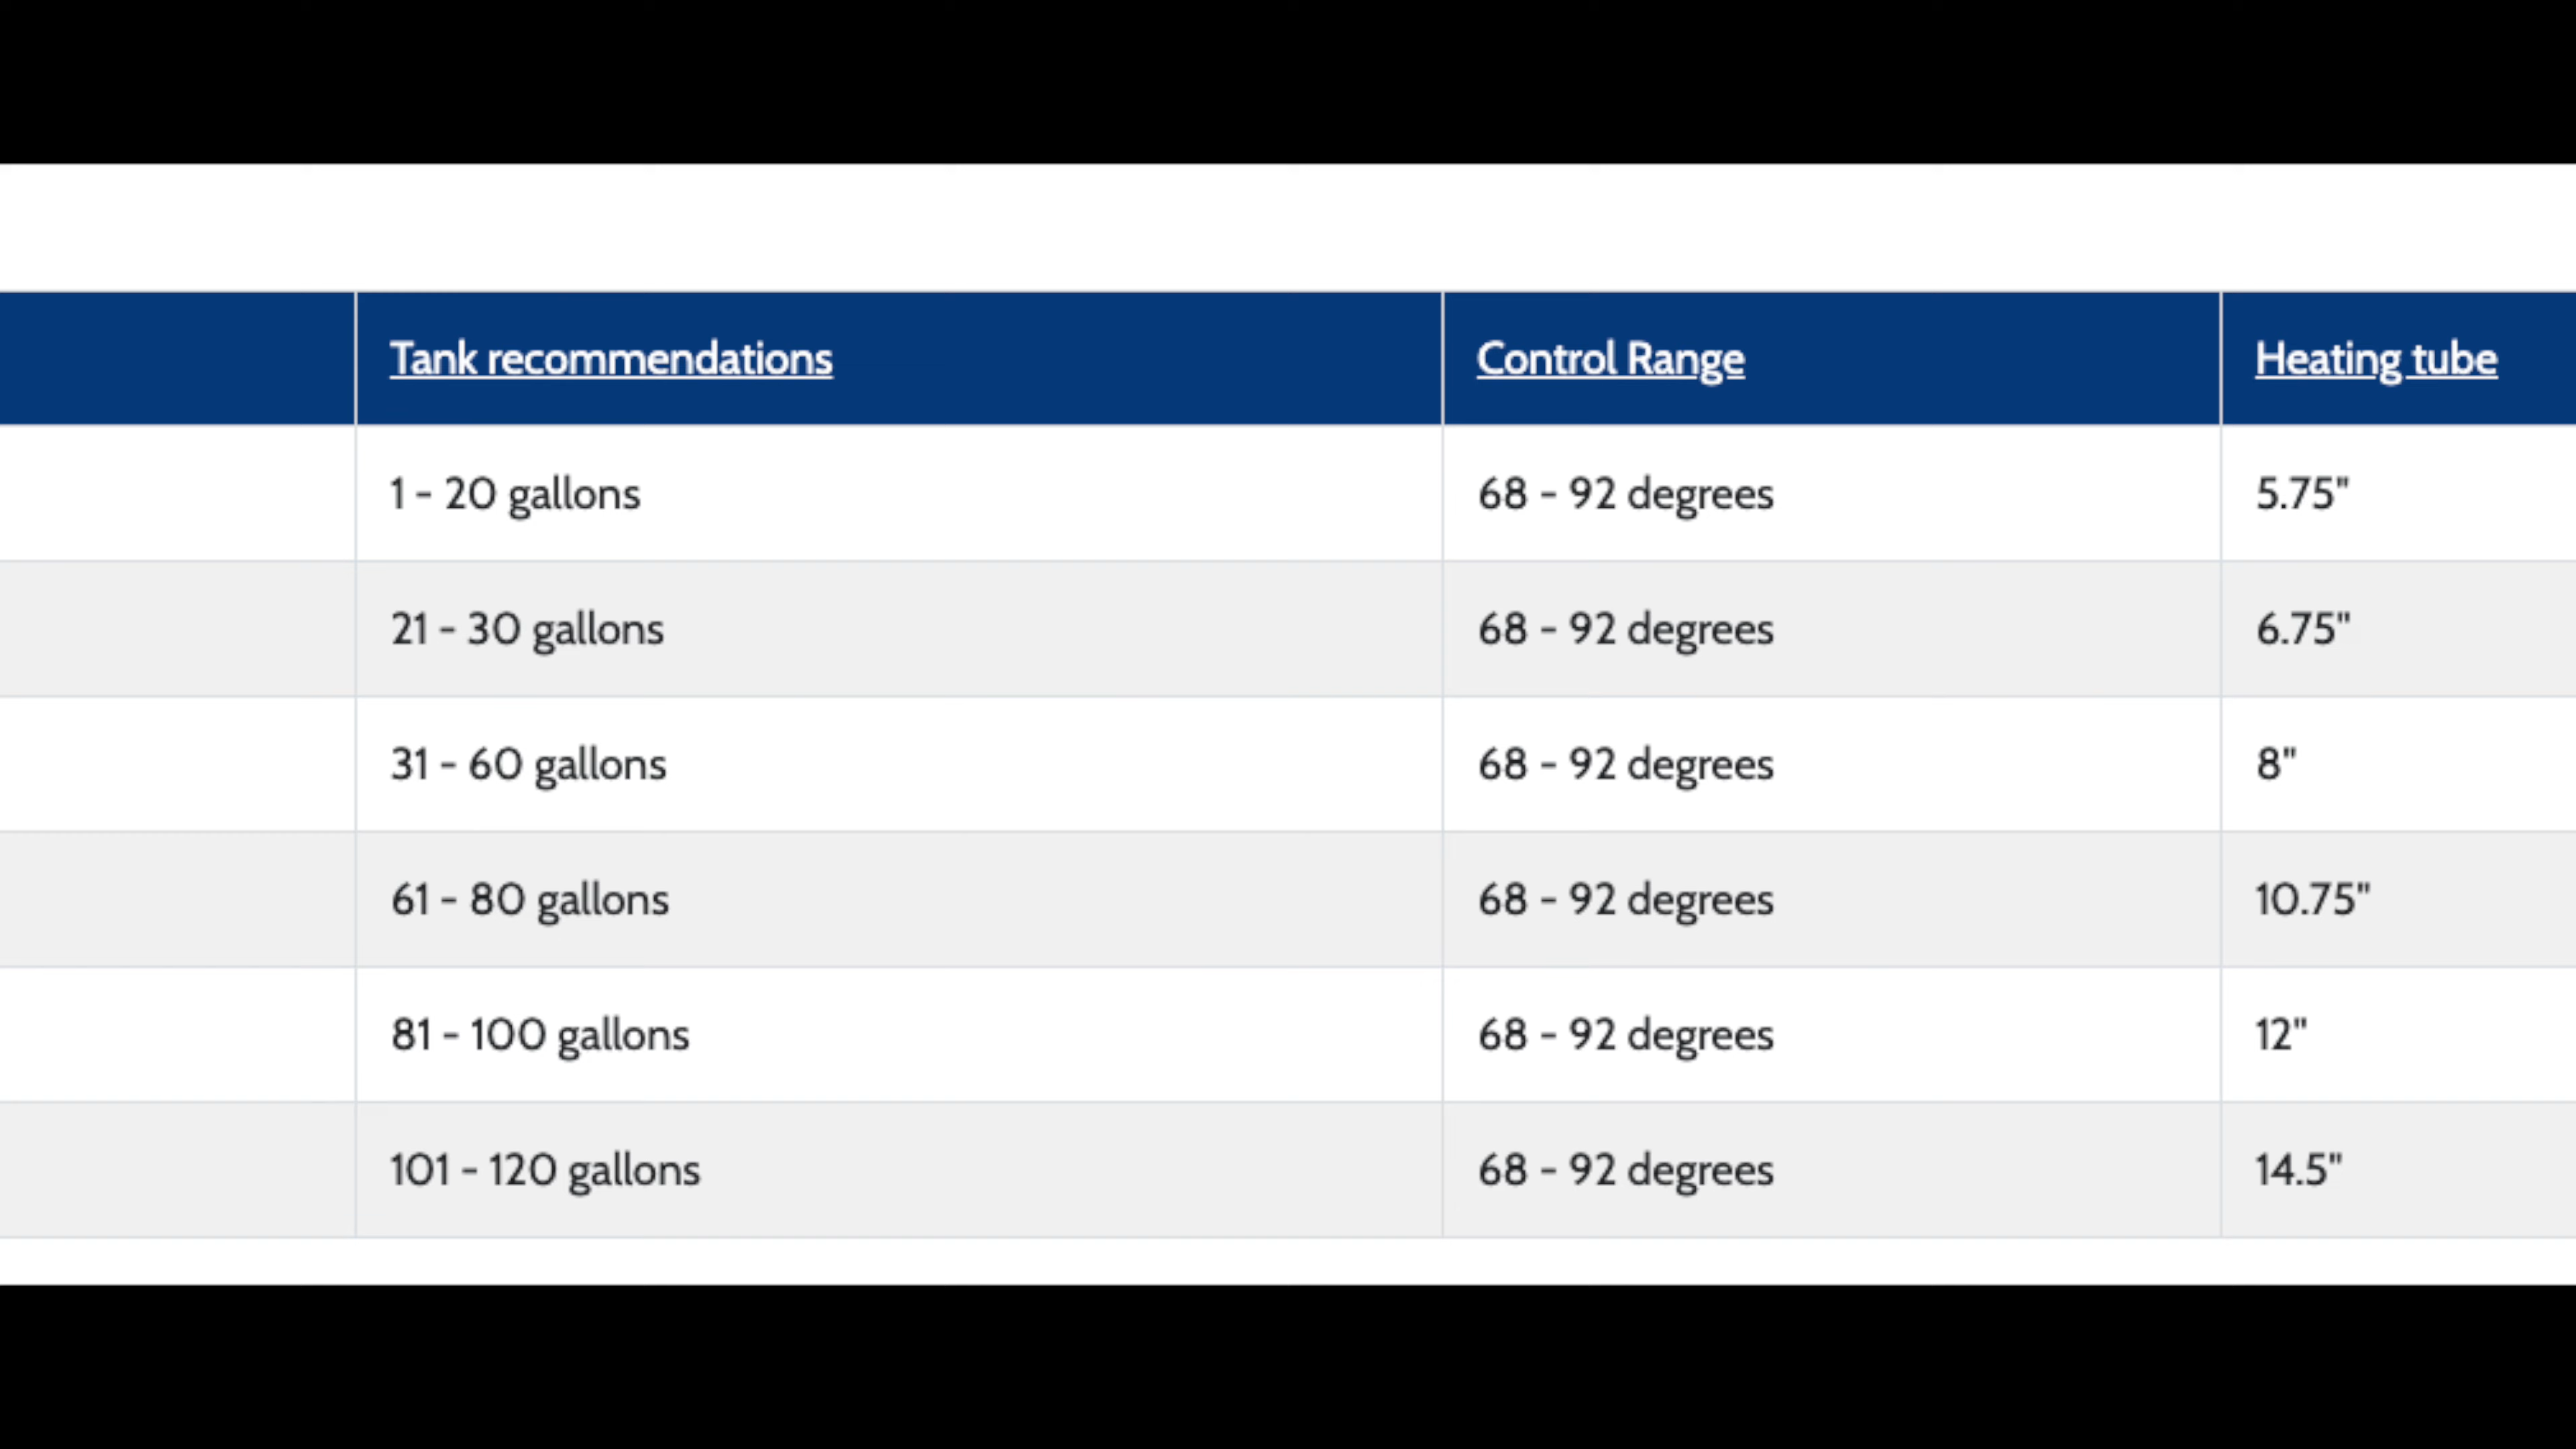 Tank recommendations Control Range Heating tube
1 - 20 gallons 68 - 92 degrees 5.75"
21 - 30 gallons 68 - 92 degrees 6.75"
31 - 60 gallons 68 - 92 degrees 8"
61 - 80 gallons 68 - 92 degrees 10.75"
81 - 100 gallons 68 - 92 degrees 12"
101 - 120 gallons 68 - 92 degrees 14.5"